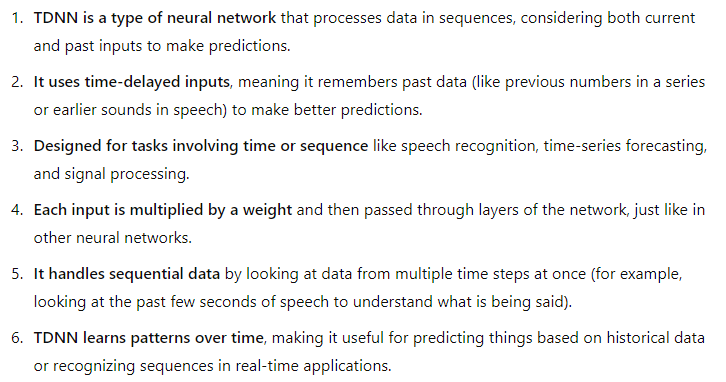 1. TDNN is a type of neural network that processes data in sequences, considering both current
and past inputs to make predictions.
2. It uses time-delayed inputs, meaning it remembers past data (like previous numbers in a series
or earlier sounds in speech) to make better predictions.
3. Designed for tasks involving time or sequence like speech recognition, time-series forecasting,
and signal processing.
4. Each input is multiplied by a weight and then passed through layers of the network, just like in
other neural networks.
5. It handles sequential data by looking at data from multiple time steps at once (for example,
looking at the past few seconds of speech to understand what is being said).
6. TDNN learns patterns over time, making it useful for predicting things based on historical data
or recognizing sequences in real-time applications.